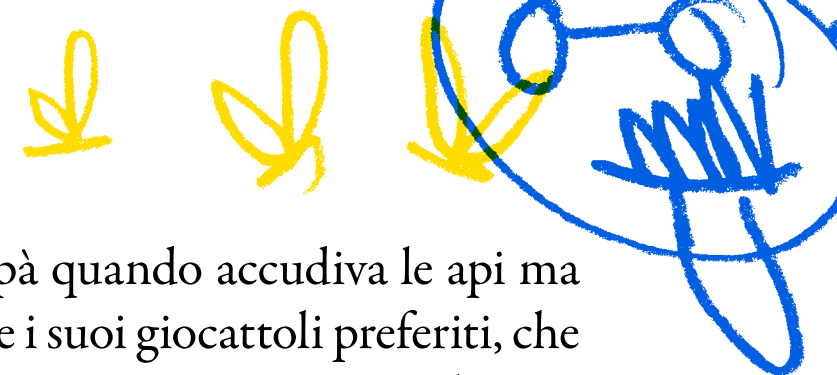 pà quando accudiva le api ma
e i suoi giocattoli preferiti, che